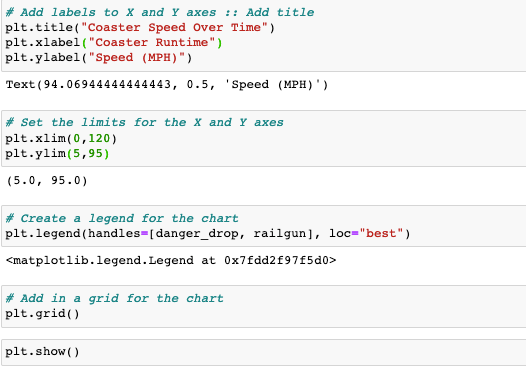 # Add labels to X and Y axes :: Add title
plt.title("Coaster Speed Over Time")
plt.xlabel("Coaster Runtime")
plt.ylabel("Speed (MPH)")
Text(94.06944444444443, 0.5, 'Speed (MPH)')
# Set the limits for the X and Y axes
plt.xlim(0,120)
plt.ylim(5,95)
(5.0, 95.0)
# Create a legend for the chart
plt.legend(handles=[danger_drop, railgun], loc="best")
<matplotlib.legend.Legend at 0x7fdd2f97f5d0>
# Add in a grid for the chart
plt.grid()
plt.show()